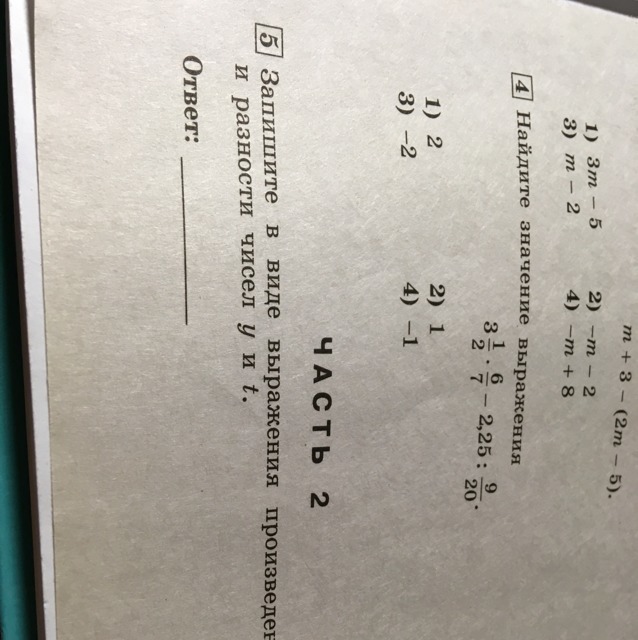 m + 3 − (2m − 5).
1) 3m − 5 2) −m − 2
3) m − 2 4) −m + 8
4 Найдите значение выражения
3 1/2 · 6/7 − 2,25 : 9/20.
1) 2 2) 1
3) −2 4) −1
ЧАСТЬ 2
5 Запишите в виде выражения
и разности чисел y и t.
Ответ: